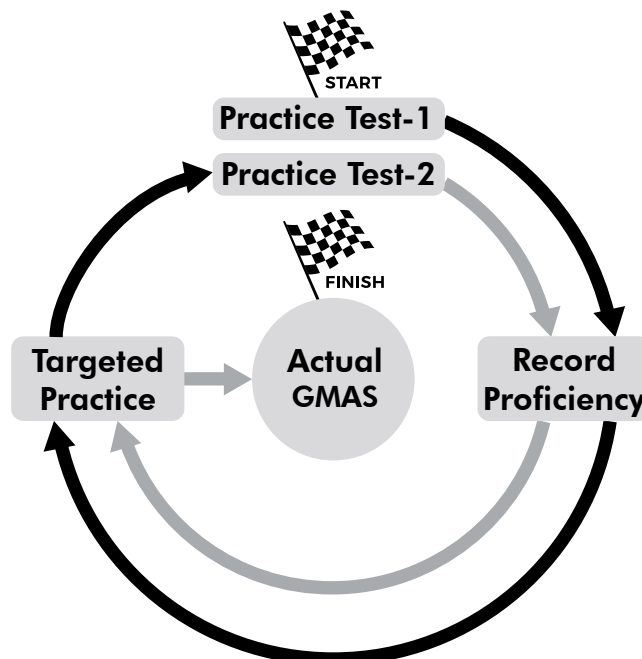 START
Practice Test-1
Practice Test-2
FINISH
Targeted
Practice
Actual
GMAS
Record
Proficiency